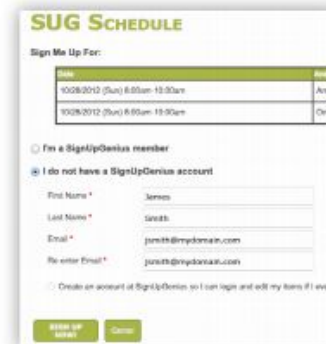 SUG SCHEDULE
Sign Me Up For:
Date
10/28/2012 (Sun) 8:00am-10:00am
10/28/2012 (Sun) 8:00am-10:00am
I'm a SignUpGenius member
I do not have a SignUpGenius account
First Name * James
Last Name * Smith
Email * jsmith@mydomain.com
Re-enter Email * jsmith@mydomain.com
Create an account at SignUpGenius so I can login and edit my items if I
SIGN UP
NOW!
Cancel